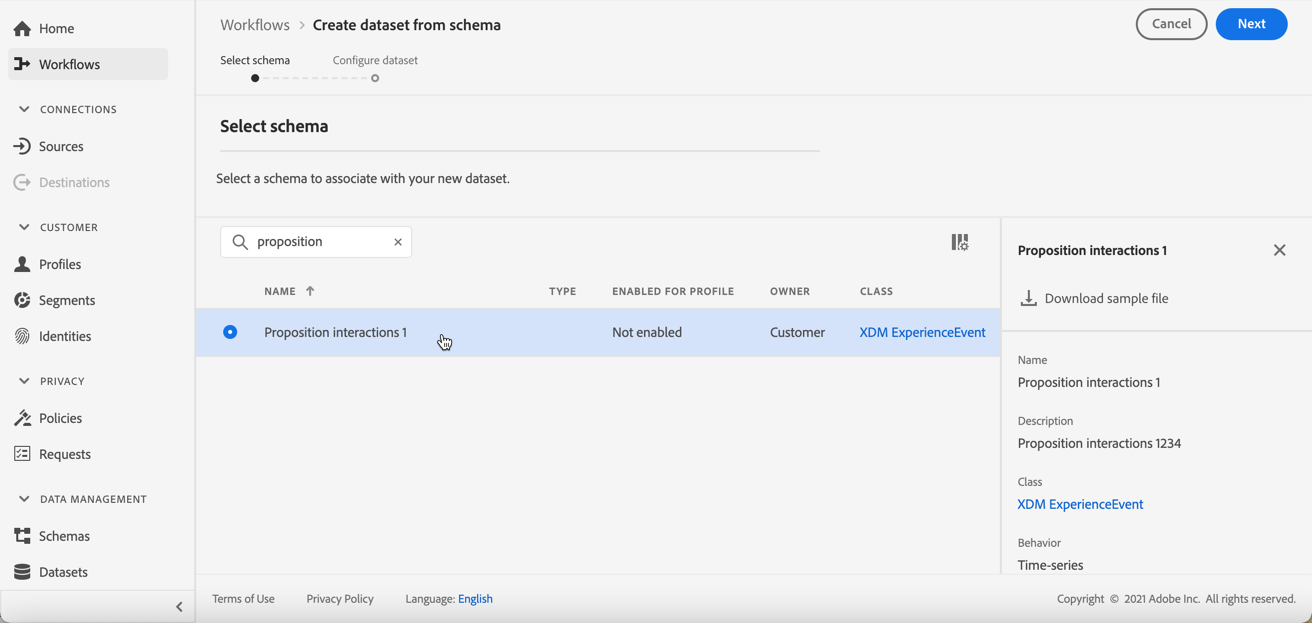 Home
Workflows
CONNECTIONS
Sources
Destinations
CUSTOMER
Profiles
Segments
Identities
PRIVACY
Policies
Requests
DATA MANAGEMENT
Schemas
Datasets
Workflows > Create dataset from schema
Cancel Next
Select schema Configure dataset
Select schema
Select a schema to associate with your new dataset.
proposition
NAME TYPE ENABLED FOR PROFILE OWNER CLASS
Proposition interactions 1 Not enabled Customer XDM ExperienceEvent
Proposition interactions 1
Download sample file
Name
Proposition interactions 1
Description
Proposition interactions 1234
Class
XDM ExperienceEvent
Behavior
Time-series
Terms of Use Privacy Policy Language: English Copyright © 2021 Adobe Inc. All rights reserved.